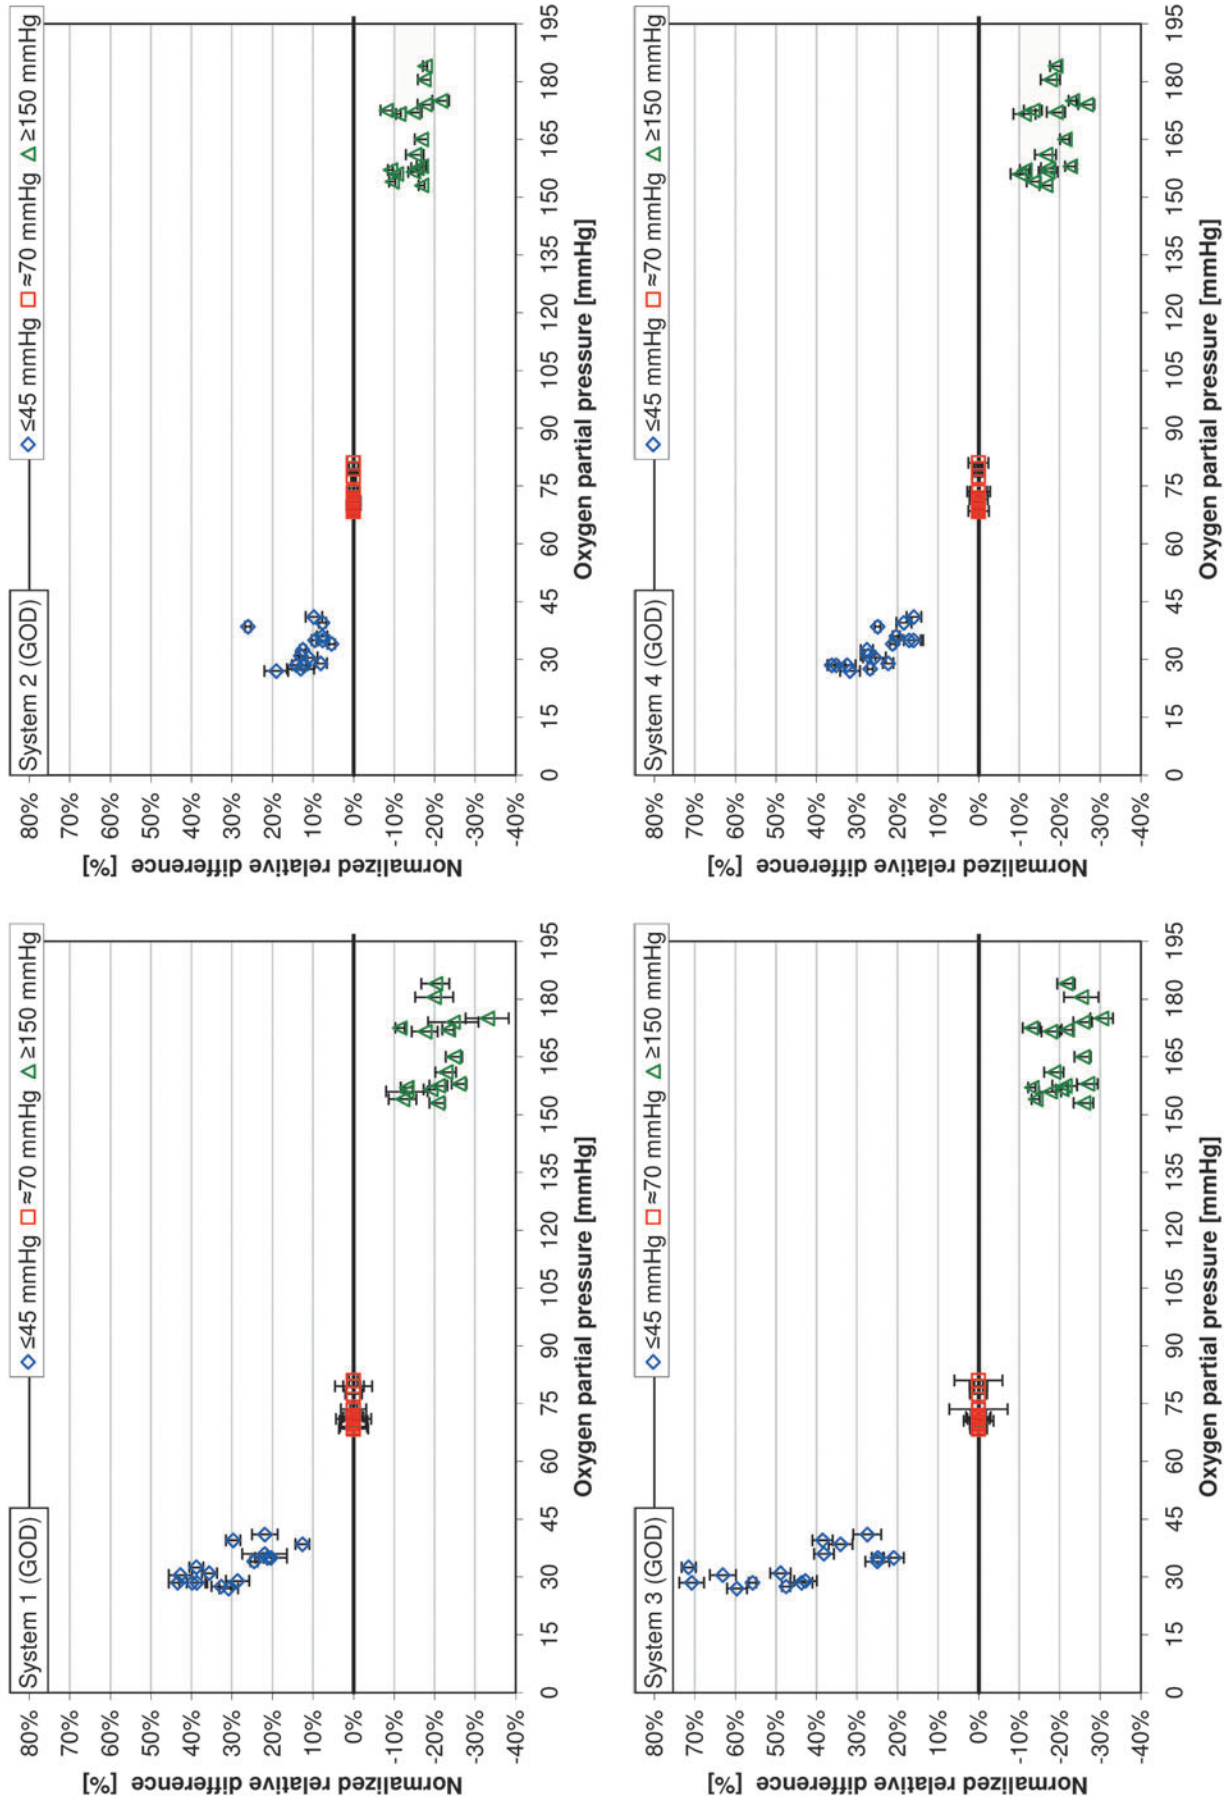 System 1 (GOD)
≤45 mmHg ≈70 mmHg ≥150 mmHg
80%
70%
60%
50%
40%
30%
20%
10%
0%
-10%
-20%
-30%
-40%
Normalized relative difference [%]
0 15 30 45 60 75 90 105 120 135 150 165 180 195
Oxygen partial pressure [mmHg]
System 2 (GOD)
≤45 mmHg ≈70 mmHg ≥150 mmHg
80%
70%
60%
50%
40%
30%
20%
10%
0%
-10%
-20%
-30%
-40%
Normalized relative difference [%]
0 15 30 45 60 75 90 105 120 135 150 165 180 195
Oxygen partial pressure [mmHg]
System 3 (GOD)
≤45 mmHg ≈70 mmHg ≥150 mmHg
80%
70%
60%
50%
40%
30%
20%
10%
0%
-10%
-20%
-30%
-40%
Normalized relative difference [%]
0 15 30 45 60 75 90 105 120 135 150 165 180 195
Oxygen partial pressure [mmHg]
System 4 (GOD)
≤45 mmHg ≈70 mmHg ≥150 mmHg
80%
70%
60%
50%
40%
30%
20%
10%
0%
-10%
-20%
-30%
-40%
Normalized relative difference [%]
0 15 30 45 60 75 90 105 120 135 150 165 180 195
Oxygen partial pressure [mmHg]